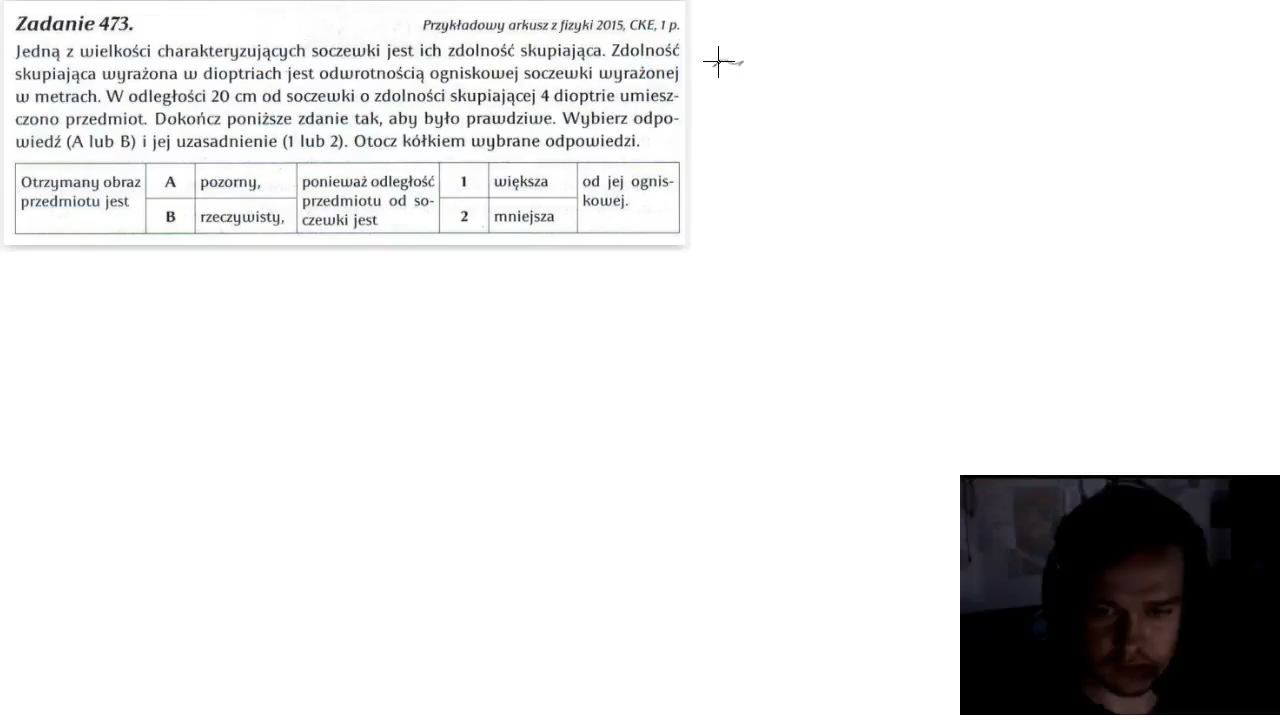 Zadanie 473.
Przykładowy arkusz z fizyki 2015, CKE, 1 p.
Jedną z wielkości charakteryzujących soczewki jest ich zdolność skupiająca. Zdolność
skupiająca wyrażona w dioptriach jest odwrotnością ogniskowej soczewki wyrażonej
w metrach. W odległości 20 cm od soczewki o zdolności skupiającej 4 dioptrie umiesz-
czono przedmiot. Dokończ poniższe zdanie tak, aby było prawdziwe. Wybierz odpo-
wiedź (A lub B) i jej uzasadnienie (1 lub 2). Otocz kółkiem wybrane odpowiedzi.
Otrzymany obraz
przedmiotu jest
A
pozorny,
B
rzeczywisty,
ponieważ odległość
przedmiotu od so-
czewki jest
1
większa
2
mniejsza
od jej ognis-
kowej.